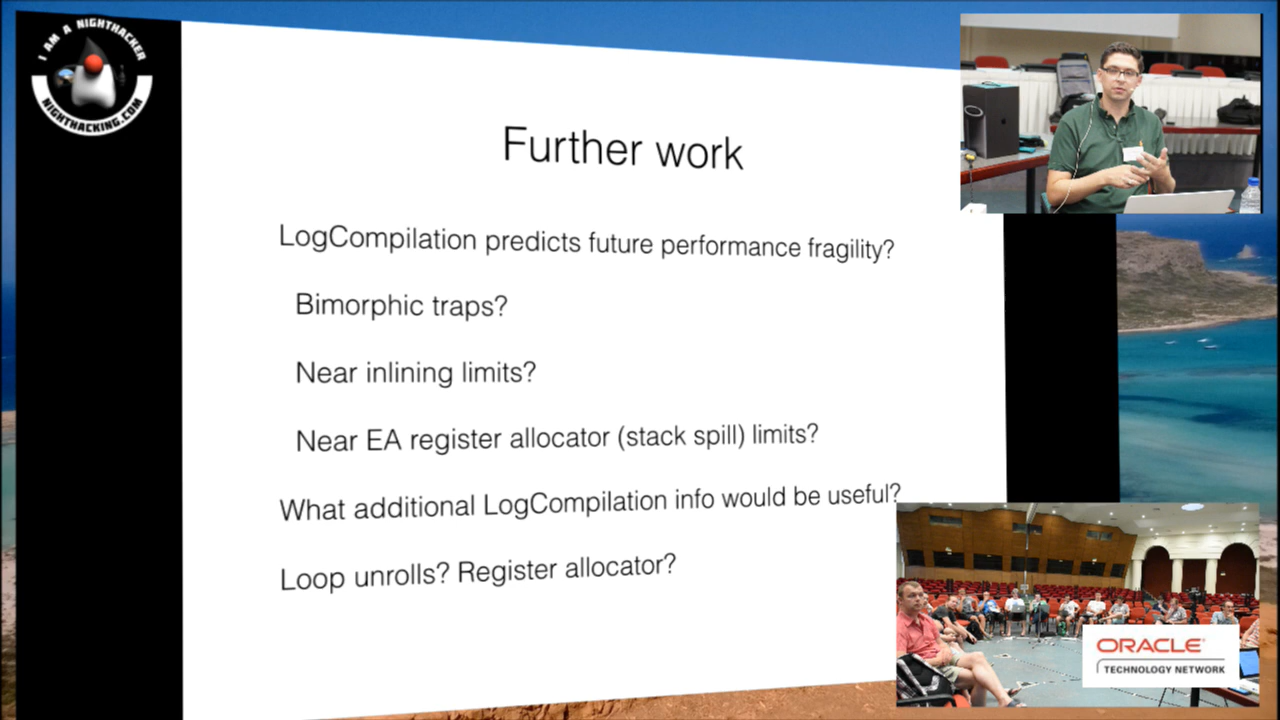 I AM A NIGHTHACKER
NIGHTHACKING.COM
Further work
LogCompilation predicts future performance fragility?
Bimorphic traps?
Near inlining limits?
Near EA register allocator (stack spill) limits?
What additional LogCompilation info would be useful?
Loop unrolls? Register allocator?
ORACLE
TECHNOLOGY NETWORK